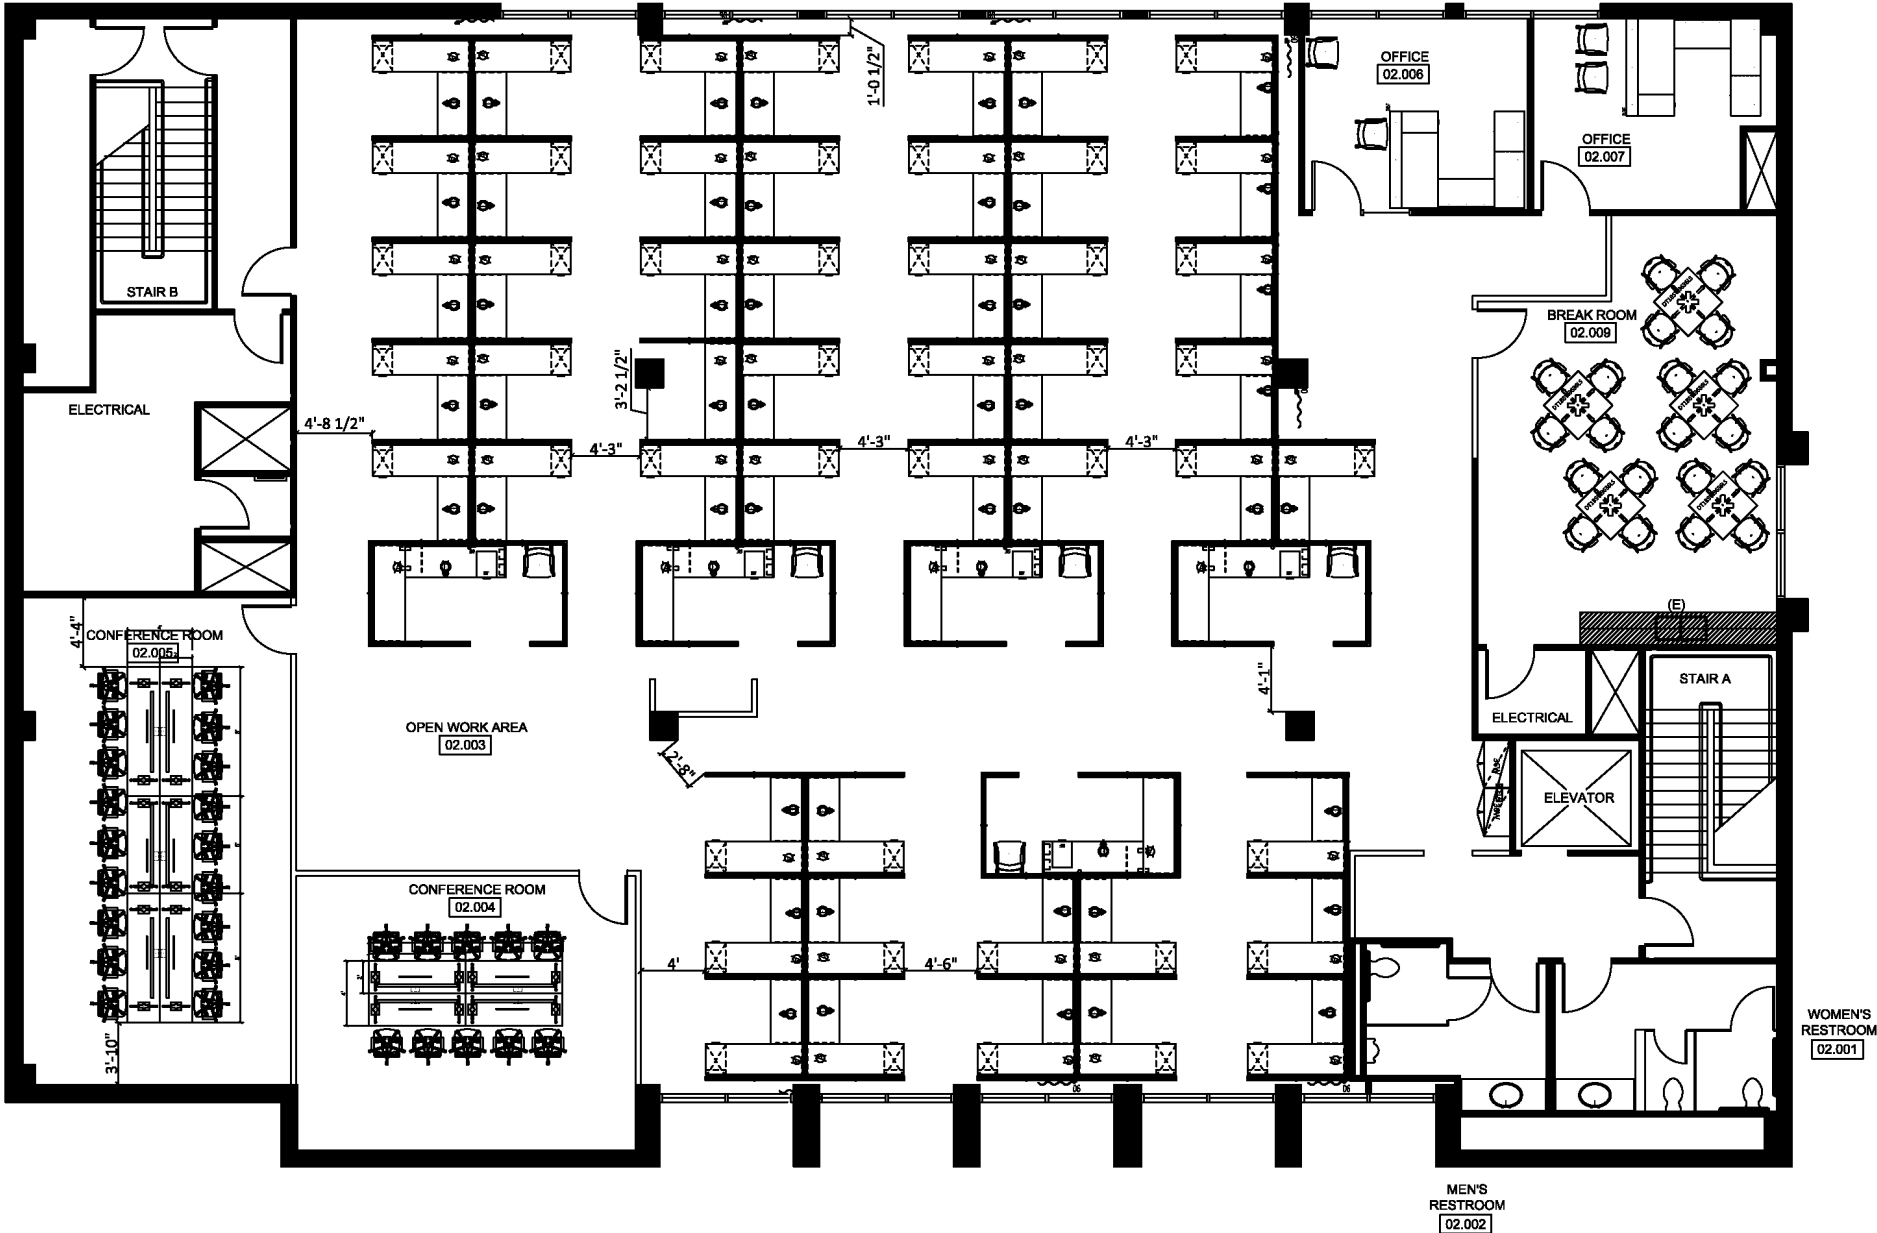 1'-0 1/2"
OFFICE
02.006
OFFICE
02.007
STAIR B
BREAK ROOM
02.009
3'-2 1/2"
ELECTRICAL
4'-8 1/2"
4'-3"
4'-3"
4'-3"
(E)
4'-4"
CONFERENCE ROOM
02.005
4'-1"
STAIR A
OPEN WORK AREA
02.003
ELECTRICAL
2'-8"
ELEVATOR
CONFERENCE ROOM
02.004
4'
4'-6"
3'-10"
WOMEN'S
RESTROOM
02.001
MEN'S
RESTROOM
02.002